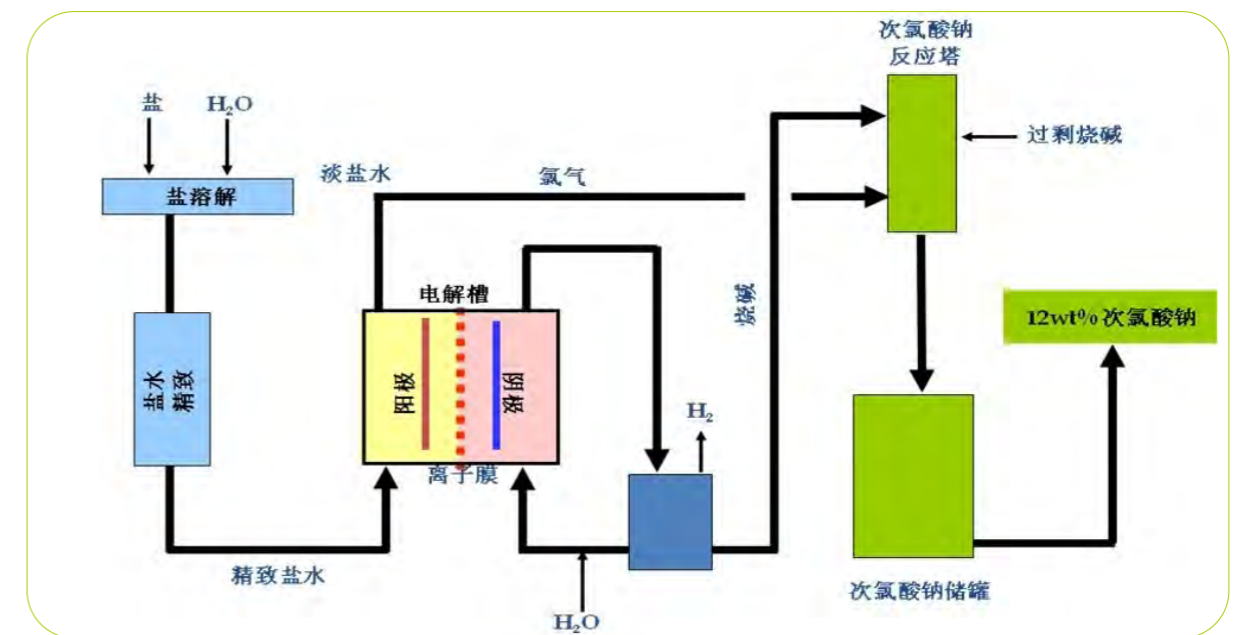 次氯酸钠
反应塔
盐
H₂O
过剩烧碱
淡盐水
氯气
盐溶解
电解槽
烧碱
12wt%次氯酸钠
盐水
精致
阳极
阴极
H₂
离子膜
精致盐水
次氯酸钠储罐
H₂O